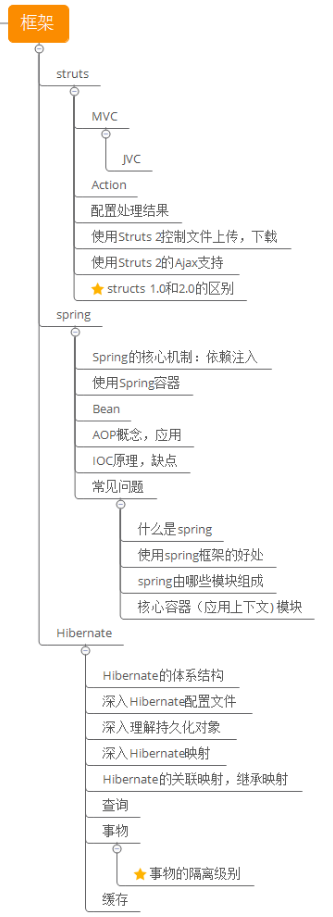 框架
struts
MVC
JVC
Action
配置处理结果
使用Struts 2控制文件上传，下载
使用Struts 2的Ajax支持
structs 1.0和2.0的区别
spring
Spring的核心机制：依赖注入
使用Spring容器
Bean
AOP概念，应用
IOC原理，缺点
常见问题
什么是spring
使用spring框架的好处
spring由哪些模块组成
核心容器（应用上下文)模块
Hibernate
Hibernate的体系结构
深入Hibernate配置文件
深入理解持久化对象
深入Hibernate映射
Hibernate的关联映射，继承映射
查询
事物
事物的隔离级别
缓存